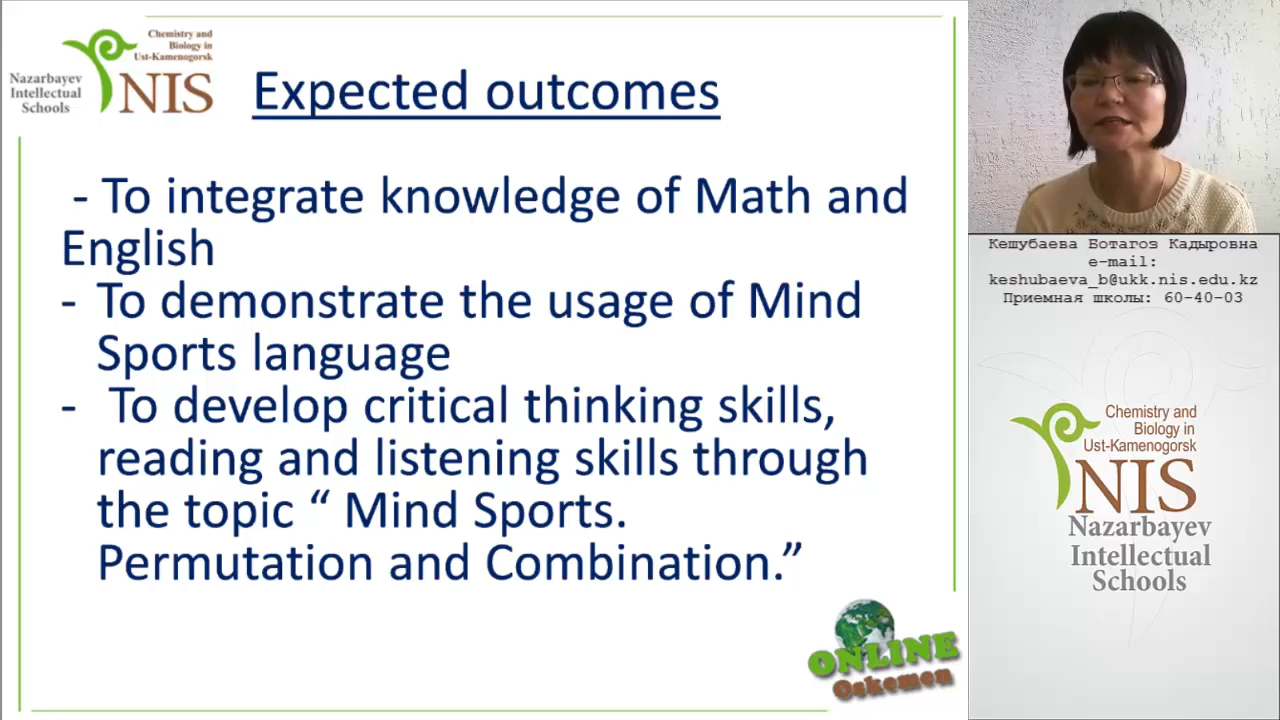 Chemistry and
Biology in
Ust-Kamenogorsk
Nazarbayev
Intellectual
Schools
NIS
Expected outcomes
- To integrate knowledge of Math and
English
- To demonstrate the usage of Mind
Sports language
- To develop critical thinking skills,
reading and listening skills through
the topic “ Mind Sports.
Permutation and Combination.”
ONLINE
Oskemen
Кешубаева Ботагоз Кадыровна
e-mail:
keshubaeva_b@ukk.nis.edu.kz
Приемная школы: 60-40-03
Chemistry and
Biology in
Ust-Kamenogorsk
NIS
Nazarbayev
Intellectual
Schools